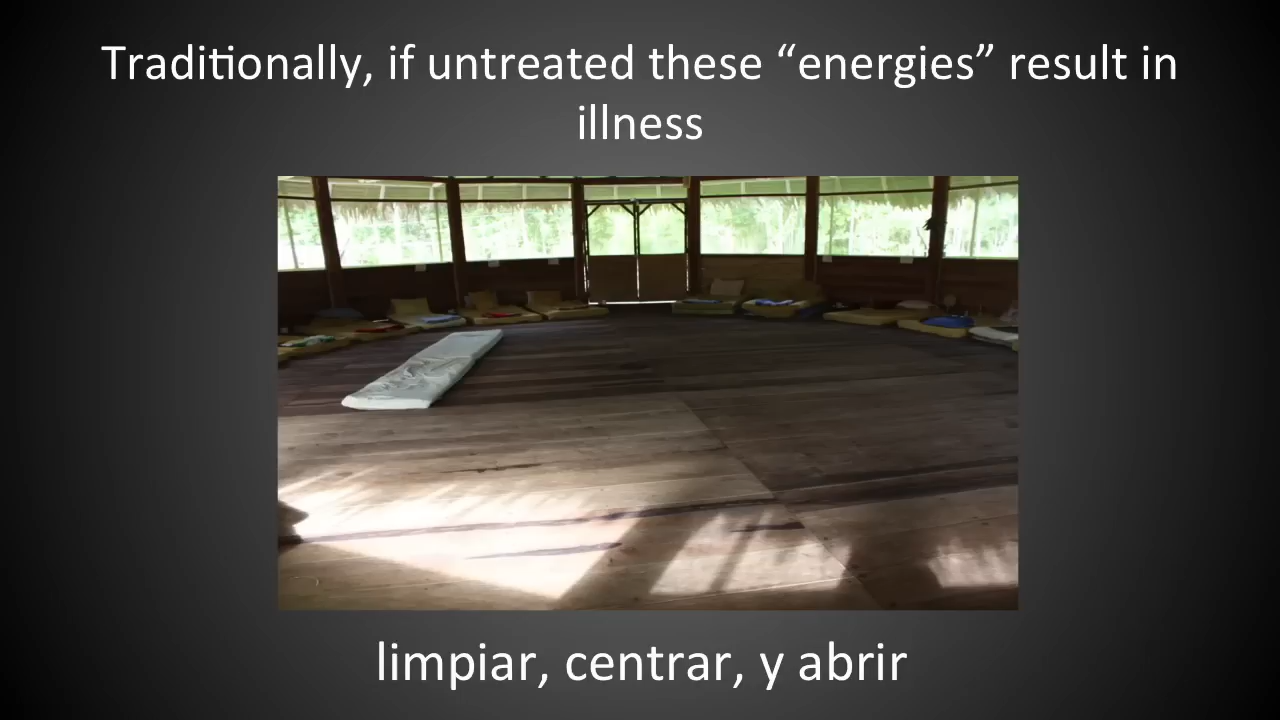 Traditionally, if untreated these “energies” result in
illness
limpiar, centrar, y abrir